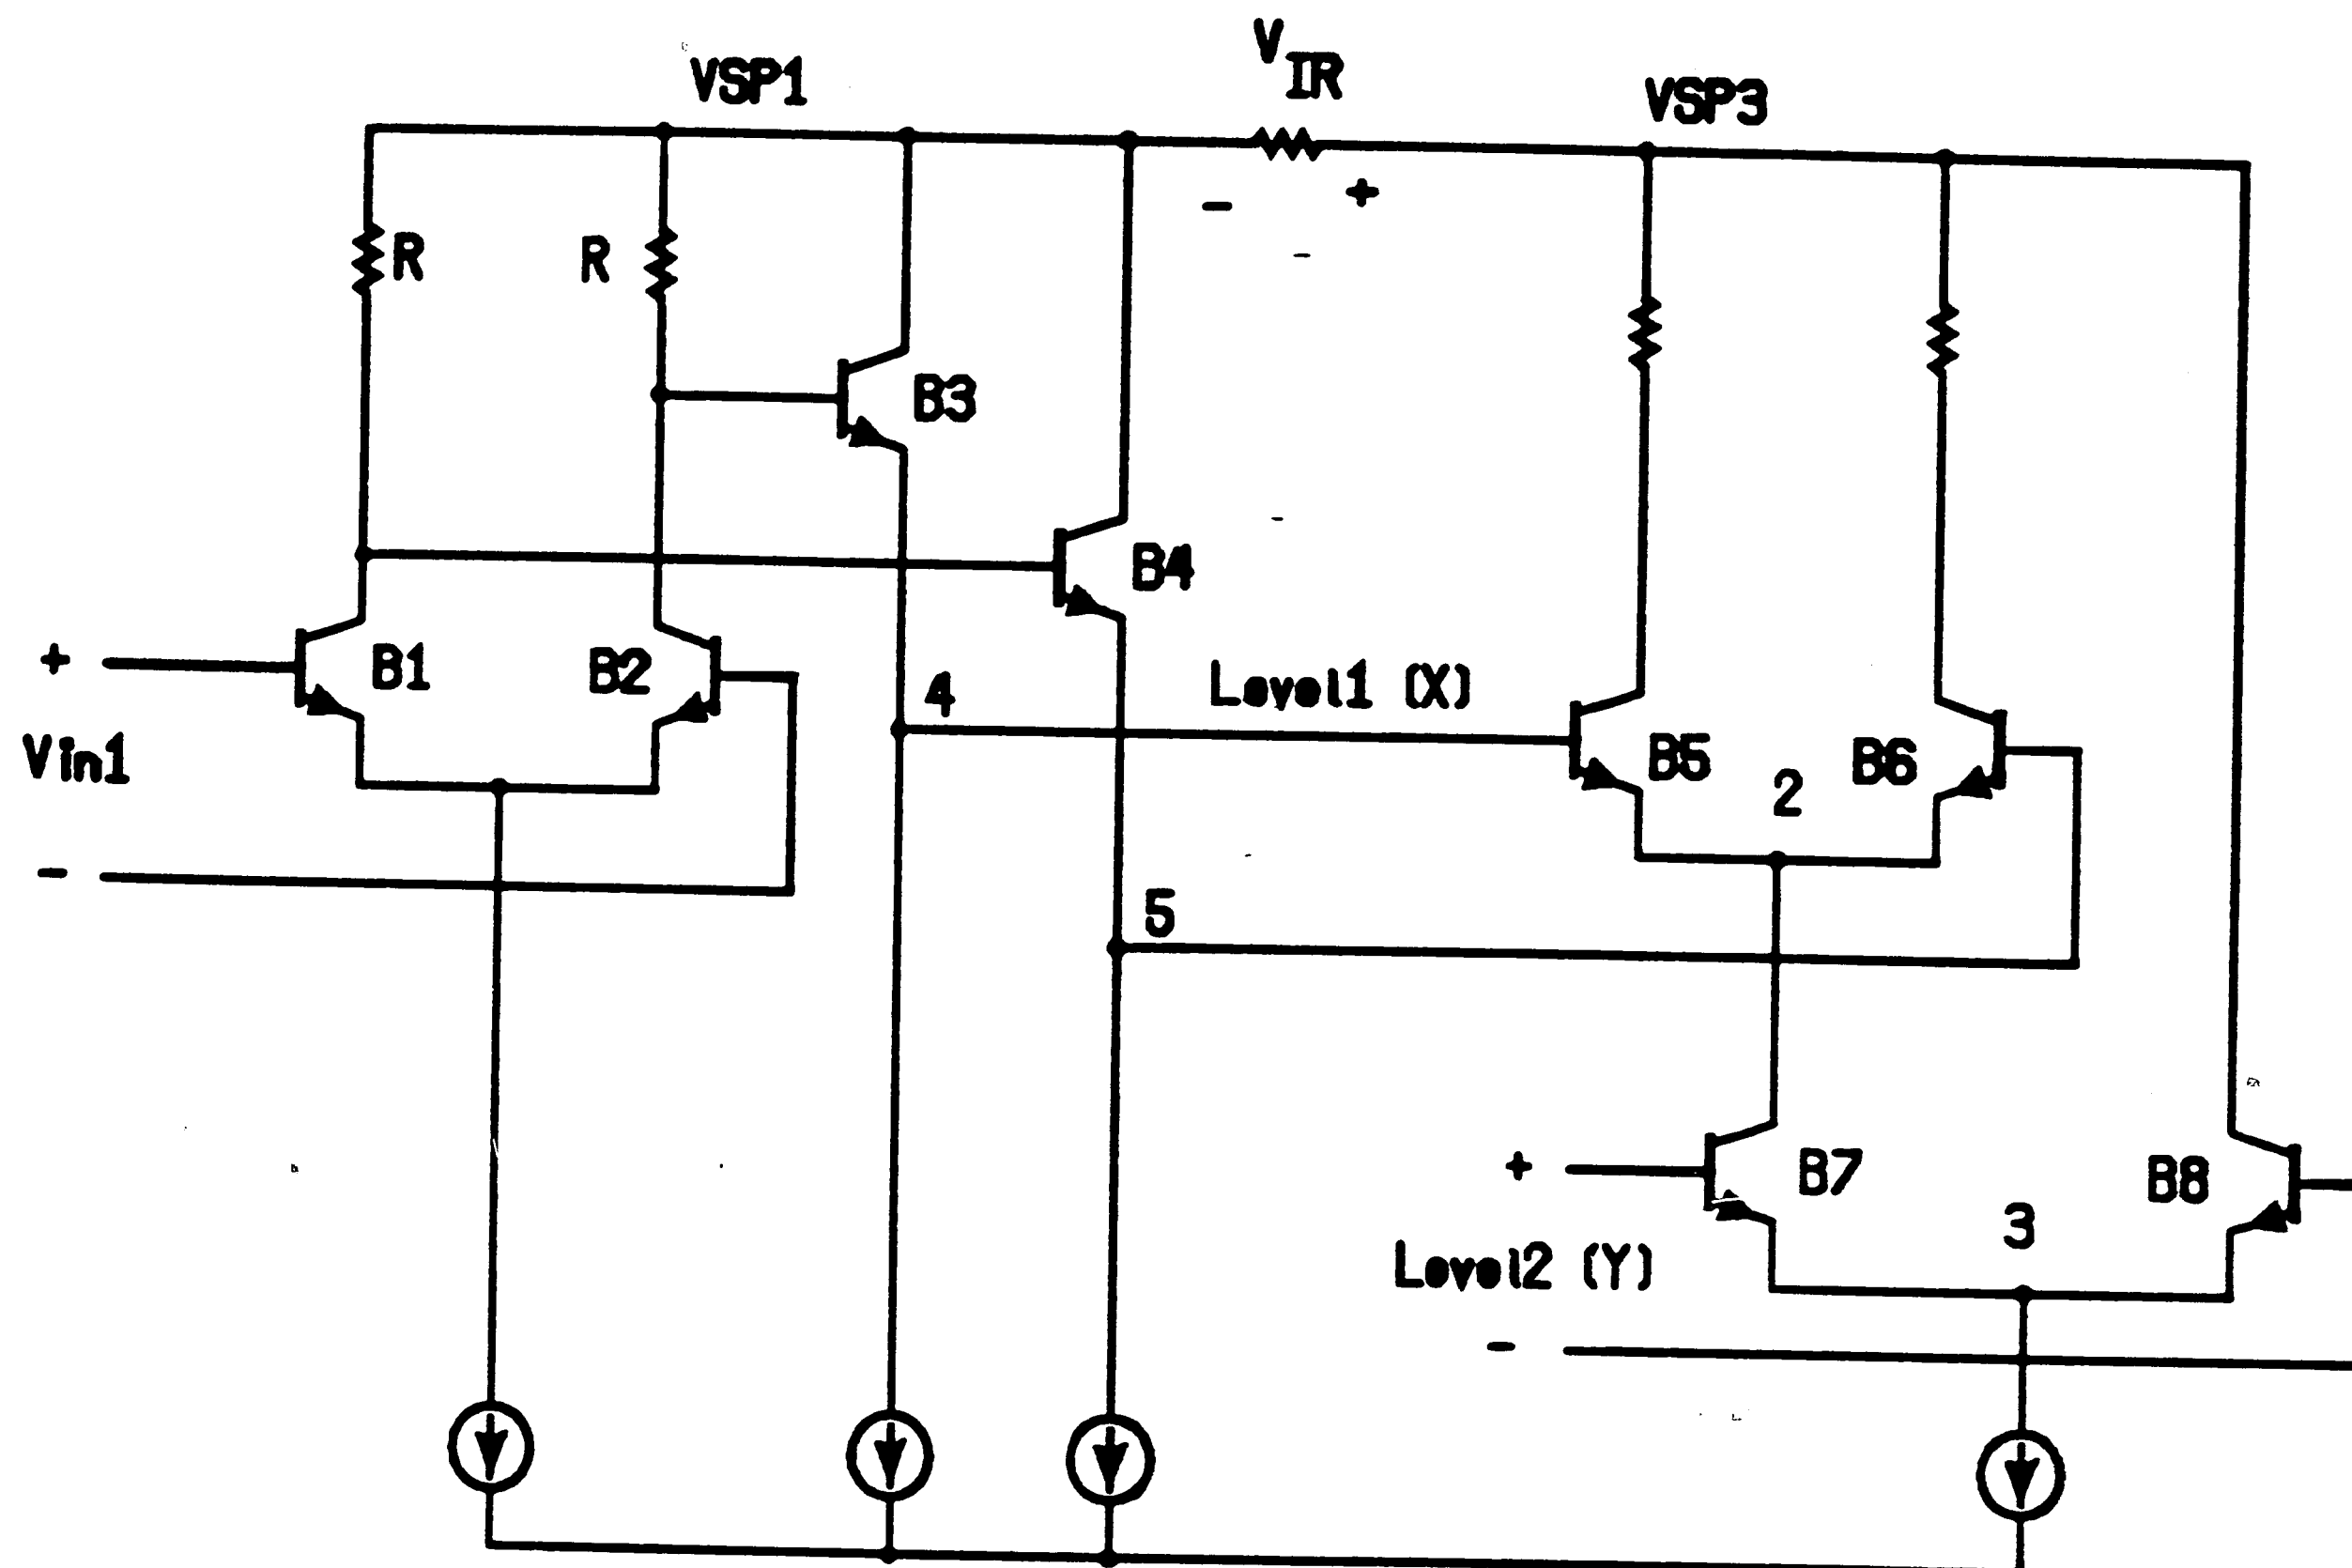 V IR
VSP1
VSP3
R
R
B3
B4
+
-
+
B1
B2
4
Level1 (X)
Vin1
B5
2
B6
-
5
+
B7
B8
3
Level2 (Y)
-